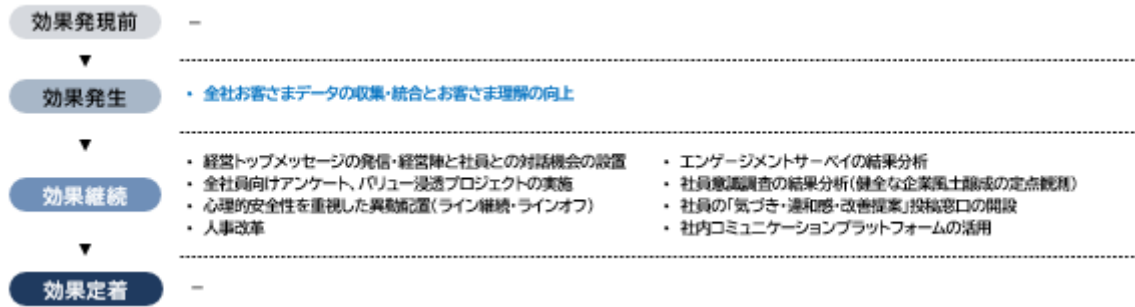 効果発現前
－
▼
効果発生
・ 全社お客さまデータの収集・統合とお客さま理解の向上
▼
効果継続
・ 経営トップメッセージの発信・経営陣と社員との対話機会の設置
・ 全社員向けアンケート、バリュー浸透プロジェクトの実施
・ 心理的安全性を重視した異動配置(ライン継続・ラインオフ)
・ 人事改革
・ エンゲージメントサーベイの結果分析
・ 社員意識調査の結果分析(健全な企業風土醸成の定点観測)
・ 社員の「気づき・違和感・改善提案」投稿窓口の開設
・ 社内コミュニケーションプラットフォームの活用
▼
効果定着
－